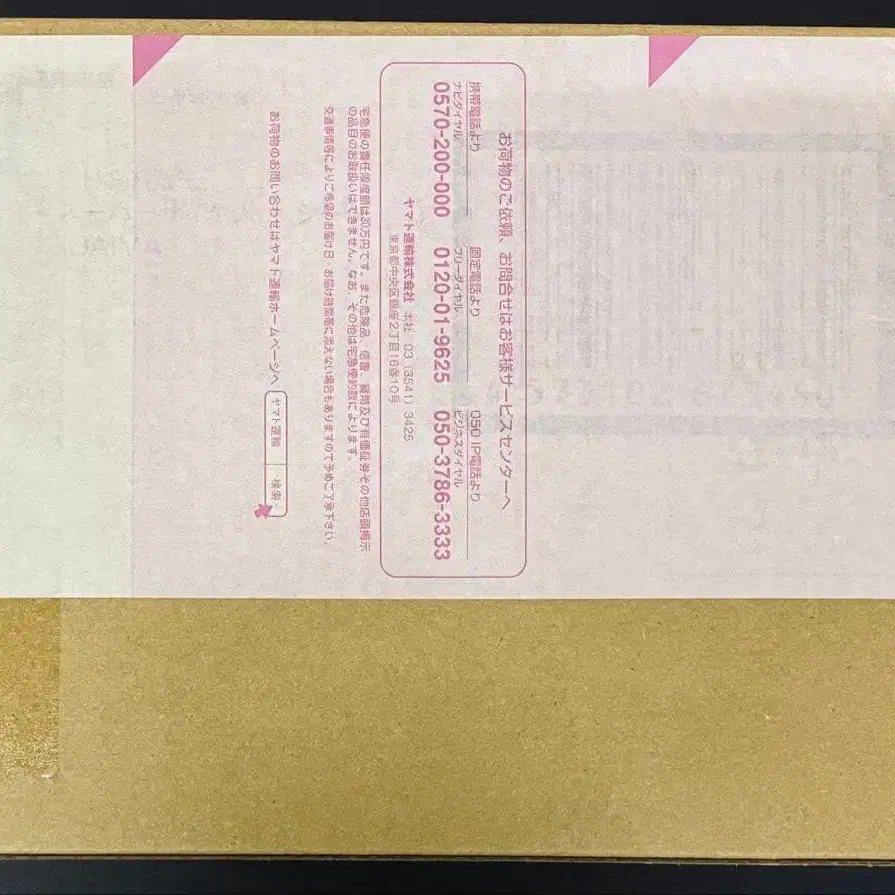 お荷物のご依頼、お問合せはお客様サービスセンターへ
携帯電話より 固定電話より 050 IP電話より
ナビダイヤル フリーダイヤル ビジネスダイヤル
0570-200-000 0120-01-9625 050-3786-3333
ヤマト運輸株式会社 本社 03 (3541) 3425
東京都中央区銀座2丁目16番10号
宅急便の責任限度額は30万円です。また危険品、信書、貨幣及び有価証券その他店頭掲示
の品目のお取扱いはできません。なお、その他は宅急便約款によります。
交通事情等によりご希望のお届け日・お届け時間帯に添えない場合もありますので予めご了承下さい。
お荷物のお問い合わせはヤマト運輸ホームページへ ヤマト運輸 検索